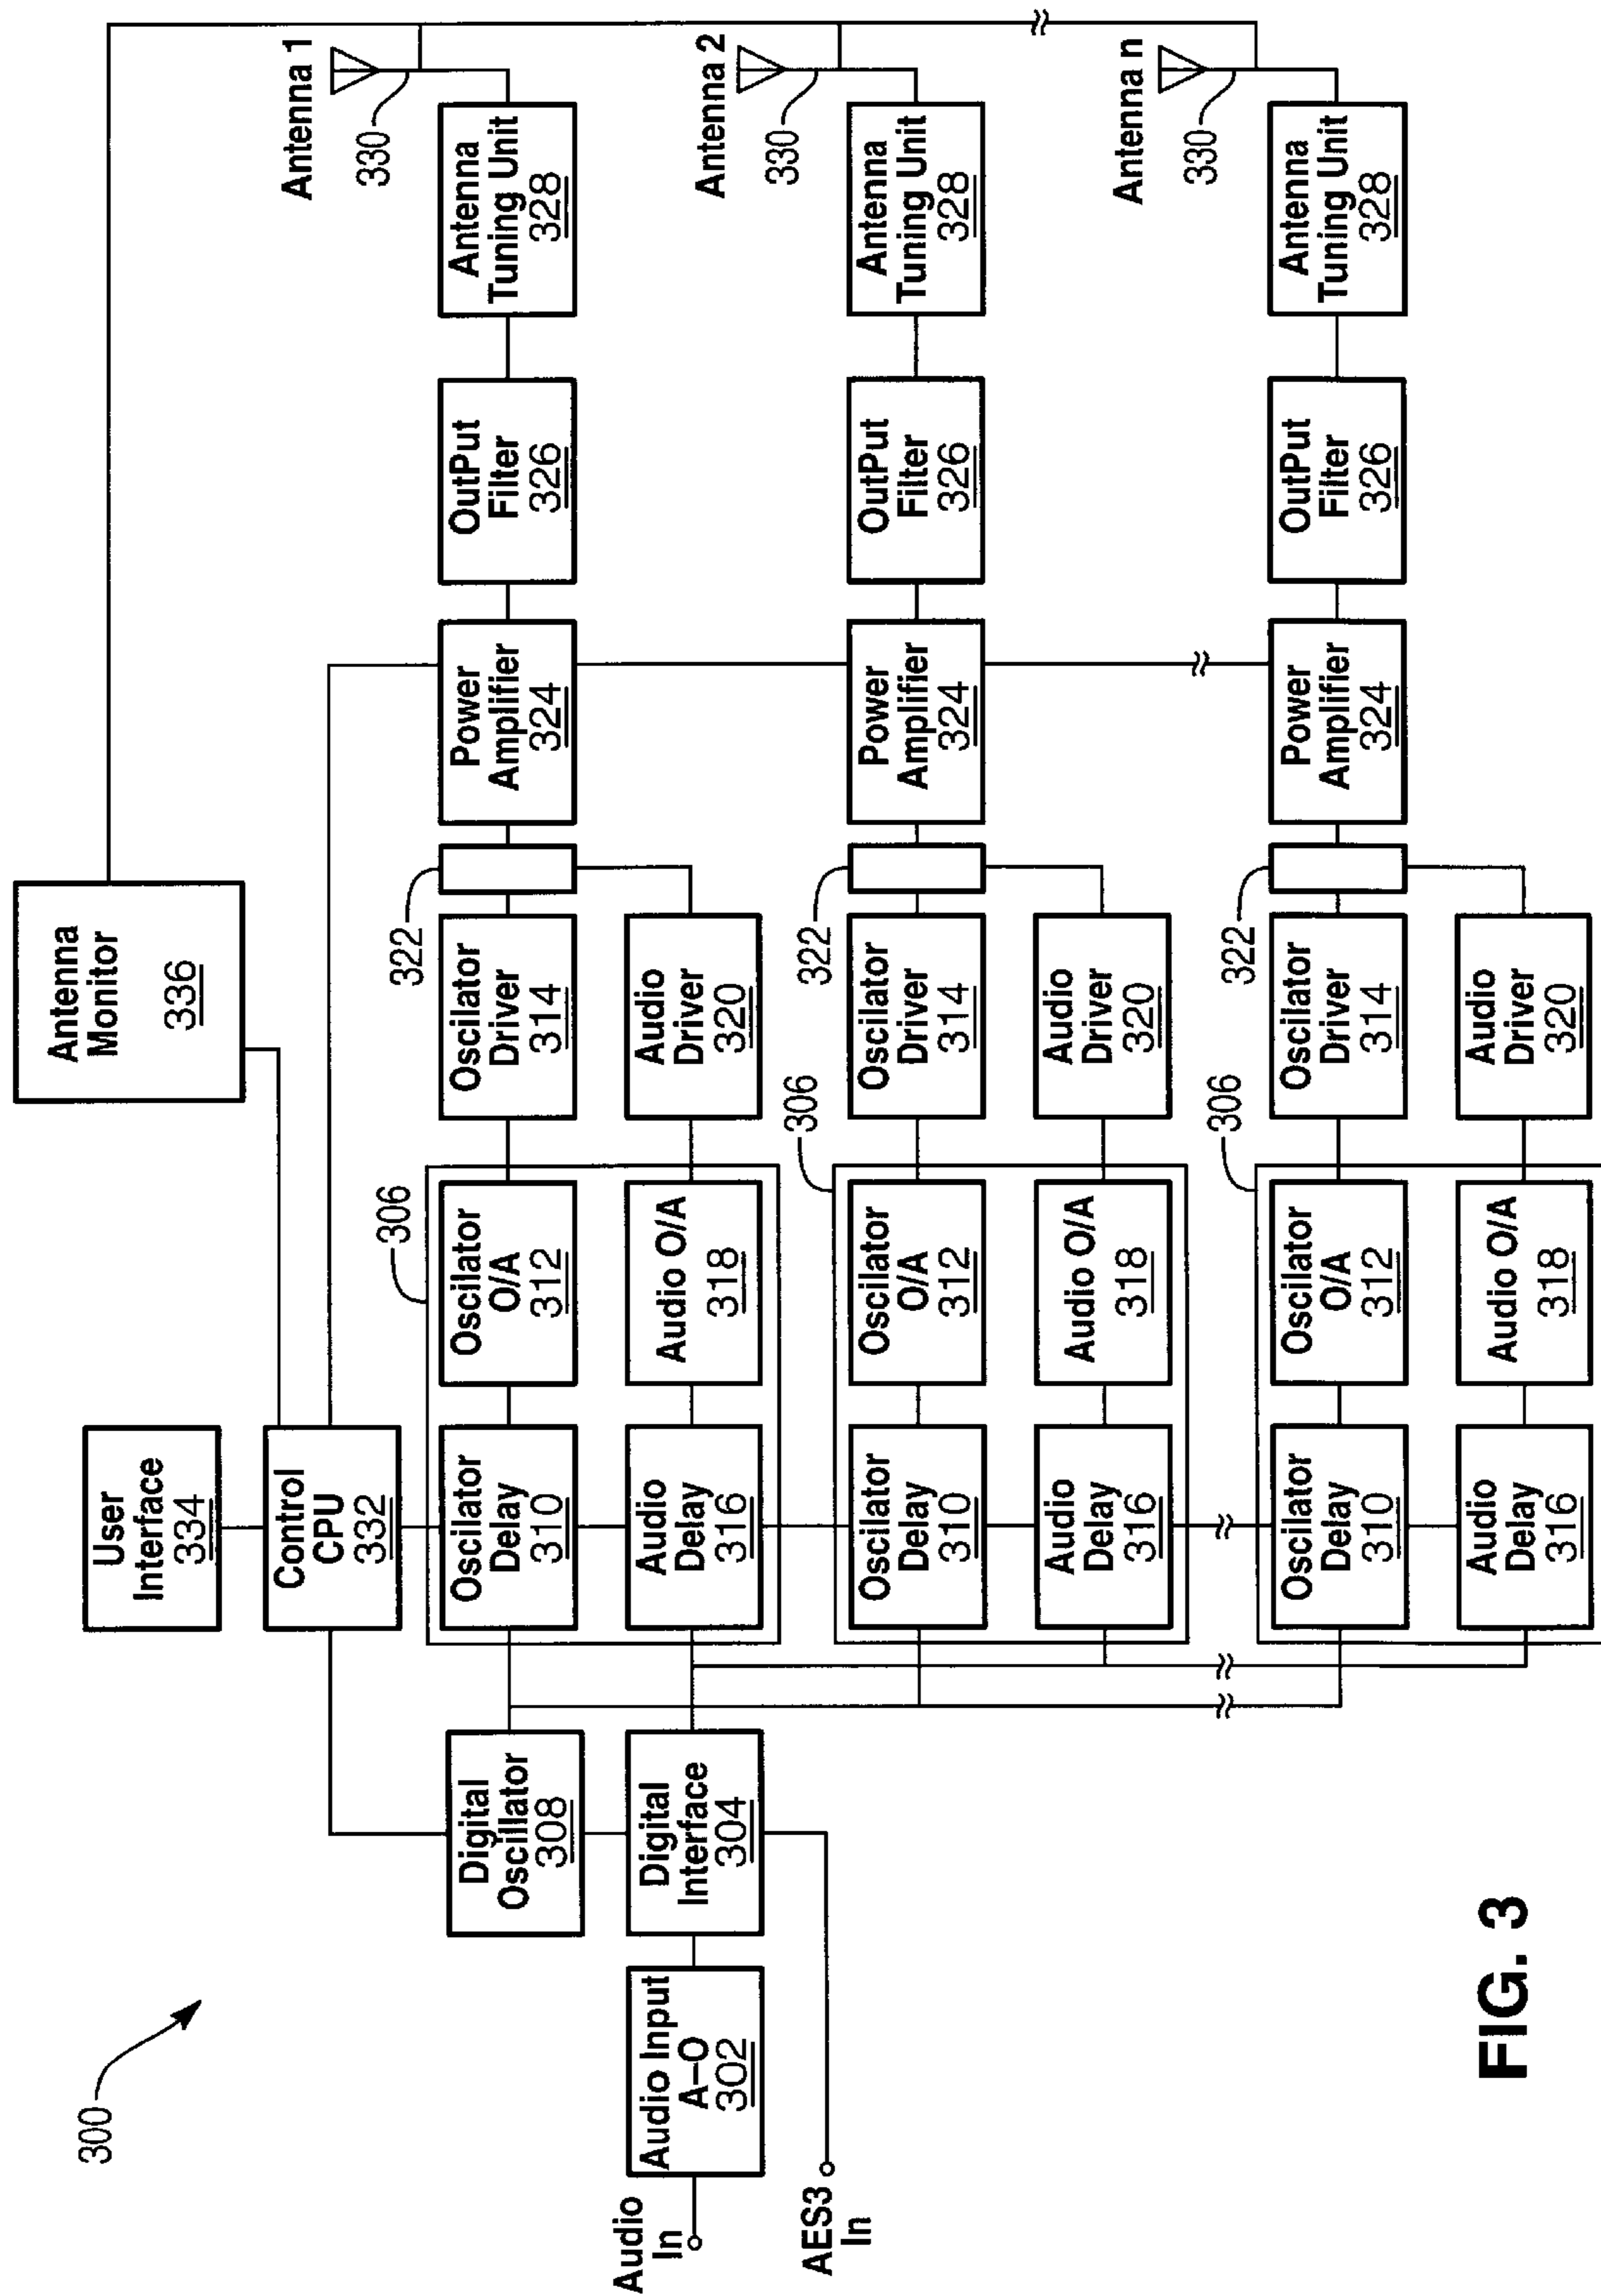 300
Audio
In
AES3
In
Audio Input
A-O
302
Digital
Oscillator
308
Digital
Interface
304
User
Interface
334
Control
CPU
332
Antenna
Monitor
336
306
Oscilator
Delay
310
Oscilator
O/A
312
Oscilator
Driver
314
322
Power
Amplifier
324
OutPut
Filter
326
Antenna
Tuning Unit
328
Antenna 1
330
Audio
Delay
316
Audio O/A
318
Audio
Driver
320
306
Oscilator
Delay
310
Oscilator
O/A
312
Oscilator
Driver
314
322
Power
Amplifier
324
OutPut
Filter
326
Antenna
Tuning Unit
328
Antenna 2
330
Audio
Delay
316
Audio O/A
318
Audio
Driver
320
306
Oscilator
Delay
310
Oscilator
O/A
312
Oscilator
Driver
314
322
Power
Amplifier
324
OutPut
Filter
326
Antenna
Tuning Unit
328
Antenna n
330
Audio
Delay
316
Audio O/A
318
Audio
Driver
320
FIG. 3